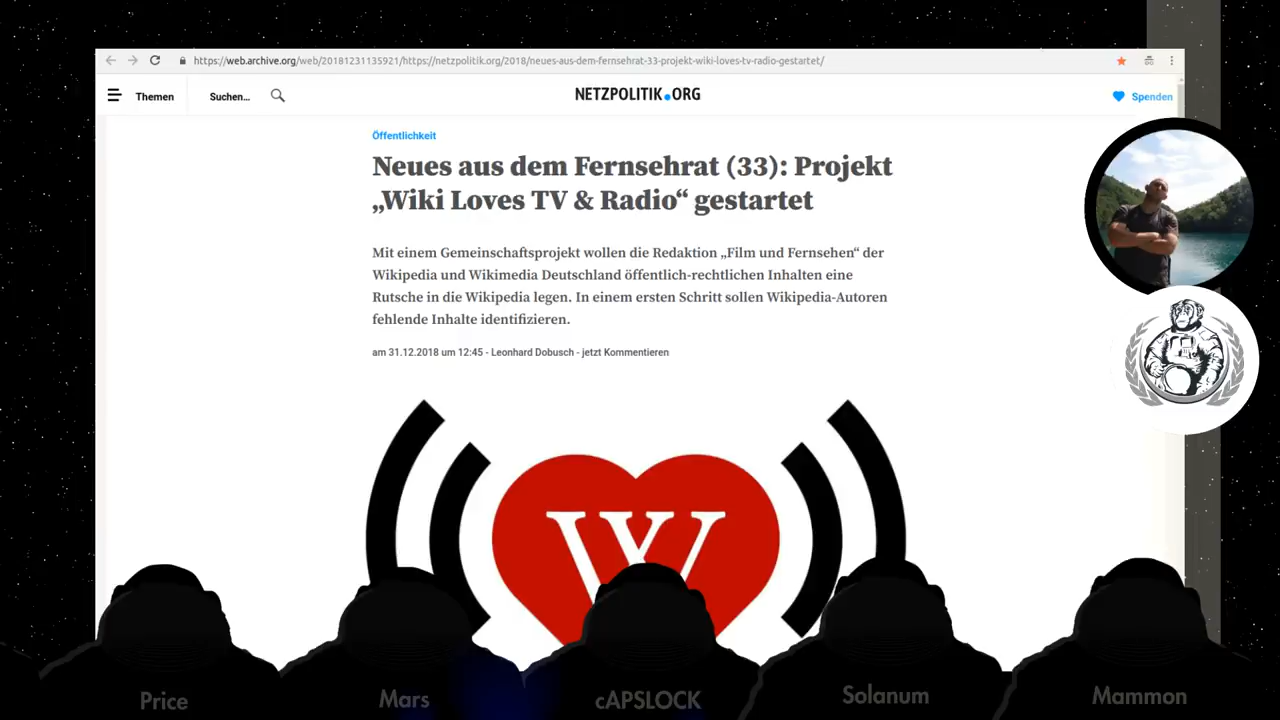 https://web.archive.org/web/20181231135921/https://netzpolitik.org/2018/neues-aus-dem-fernsehrat-33-projekt-wiki-loves-tv-radio-gestartet/
Themen
Suchen...
NETZPOLITIK.ORG
Spenden
Öffentlichkeit
Neues aus dem Fernsehrat (33): Projekt
„Wiki Loves TV & Radio“ gestartet
Mit einem Gemeinschaftsprojekt wollen die Redaktion „Film und Fernsehen“ der
Wikipedia und Wikimedia Deutschland öffentlich-rechtlichen Inhalten eine
Rutsche in die Wikipedia legen. In einem ersten Schritt sollen Wikipedia-Autoren
fehlende Inhalte identifizieren.
am 31.12.2018 um 12:45 - Leonhard Dobusch - jetzt Kommentieren
W
Price
Mars
cAPSLOCK
Solanum
Mammon